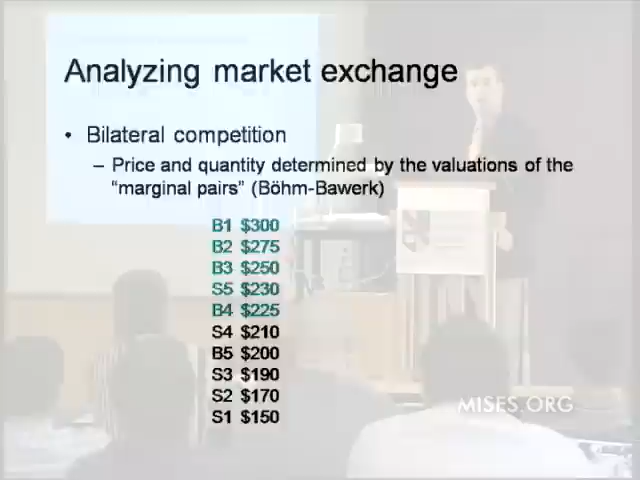 Analyzing market exchange
• Bilateral competition
– Price and quantity determined by the valuations of the
“marginal pairs” (Böhm-Bawerk)
B1 $300
B2 $275
B3 $250
S5 $230
B4 $225
S4 $210
B5 $200
S3 $190
S2 $170
S1 $150
MISES.ORG